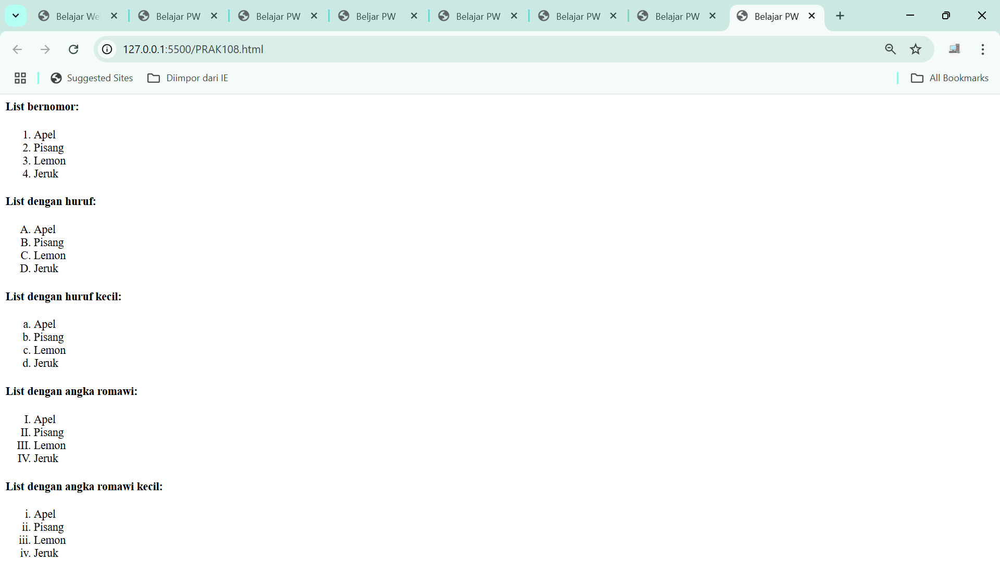 Belajar We
Belajar PW
Belajar PW
Beljar PW
Belajar PW
Belajar PW
Belajar PW
Belajar PW
127.0.0.1:5500/PRAK108.html
Suggested Sites
Diimpor dari IE
All Bookmarks
List bernomor:
1. Apel
2. Pisang
3. Lemon
4. Jeruk
List dengan huruf:
A. Apel
B. Pisang
C. Lemon
D. Jeruk
List dengan huruf kecil:
a. Apel
b. Pisang
c. Lemon
d. Jeruk
List dengan angka romawi:
I. Apel
II. Pisang
III. Lemon
IV. Jeruk
List dengan angka romawi kecil:
i. Apel
ii. Pisang
iii. Lemon
iv. Jeruk